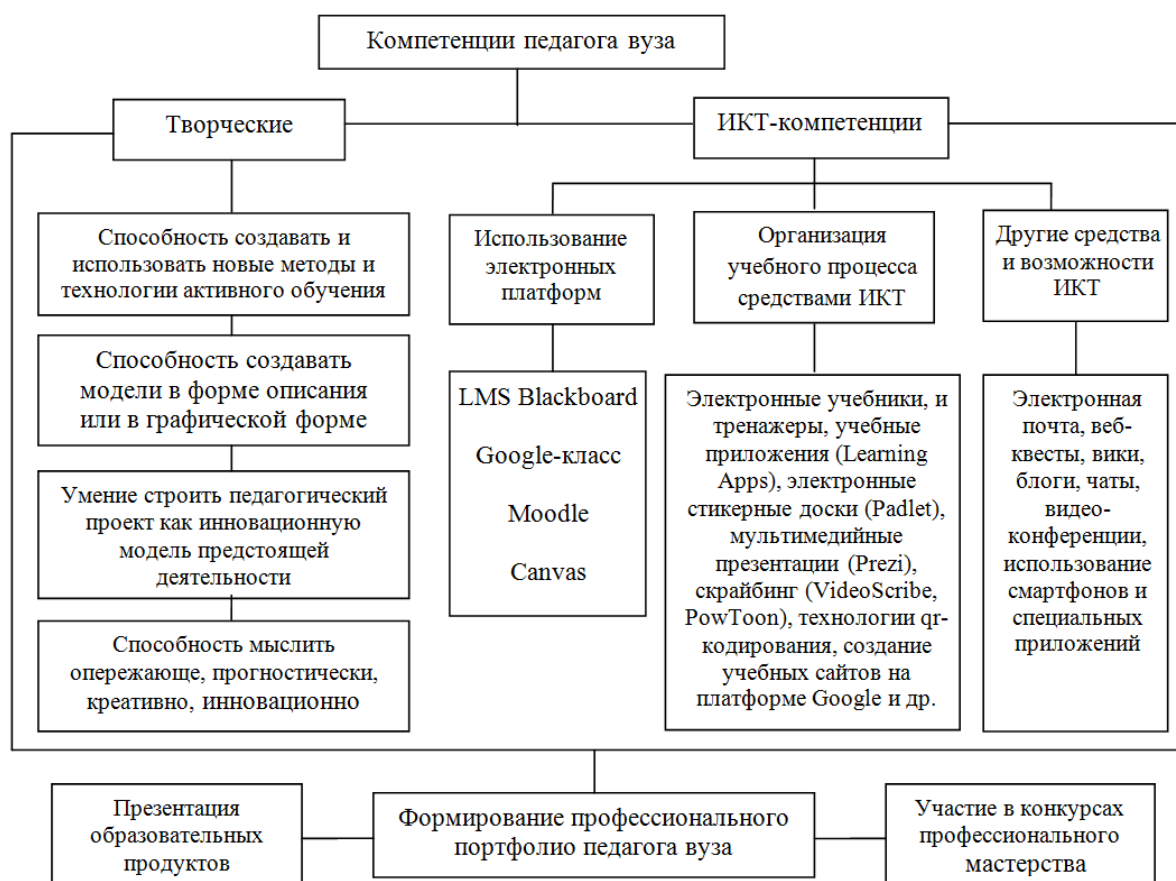 Компетенции педагога вуза
Творческие
ИКТ-компетенции
Способность создавать и
использовать новые методы и
технологии активного обучения
Способность создавать
модели в форме описания
или в графической форме
Умение строить педагогический
проект как инновационную
модель предстоящей
деятельности
Способность мыслить
опережающе, прогностически,
креативно, инновационно
Использование
электронных
платформ
LMS Blackboard
Google-класс
Moodle
Canvas
Организация
учебного процесса
средствами ИКТ
Электронные учебники, и
тренажеры, учебные
приложения (Learning
Apps), электронные
стикерные доски (Padlet),
мультимедийные
презентации (Prezi),
скрайбинг (VideoScribe,
PowToon), технологии qr-
кодирования, создание
учебных сайтов на
платформе Google и др.
Другие средства
и возможности
ИКТ
Электронная
почта, веб-
квесты, вики,
блоги, чаты,
видео-
конференции,
использование
смартфонов и
специальных
приложений
Презентация
образовательных
продуктов
Формирование профессионального
портфолио педагога вуза
Участие в конкурсах
профессионального
мастерства